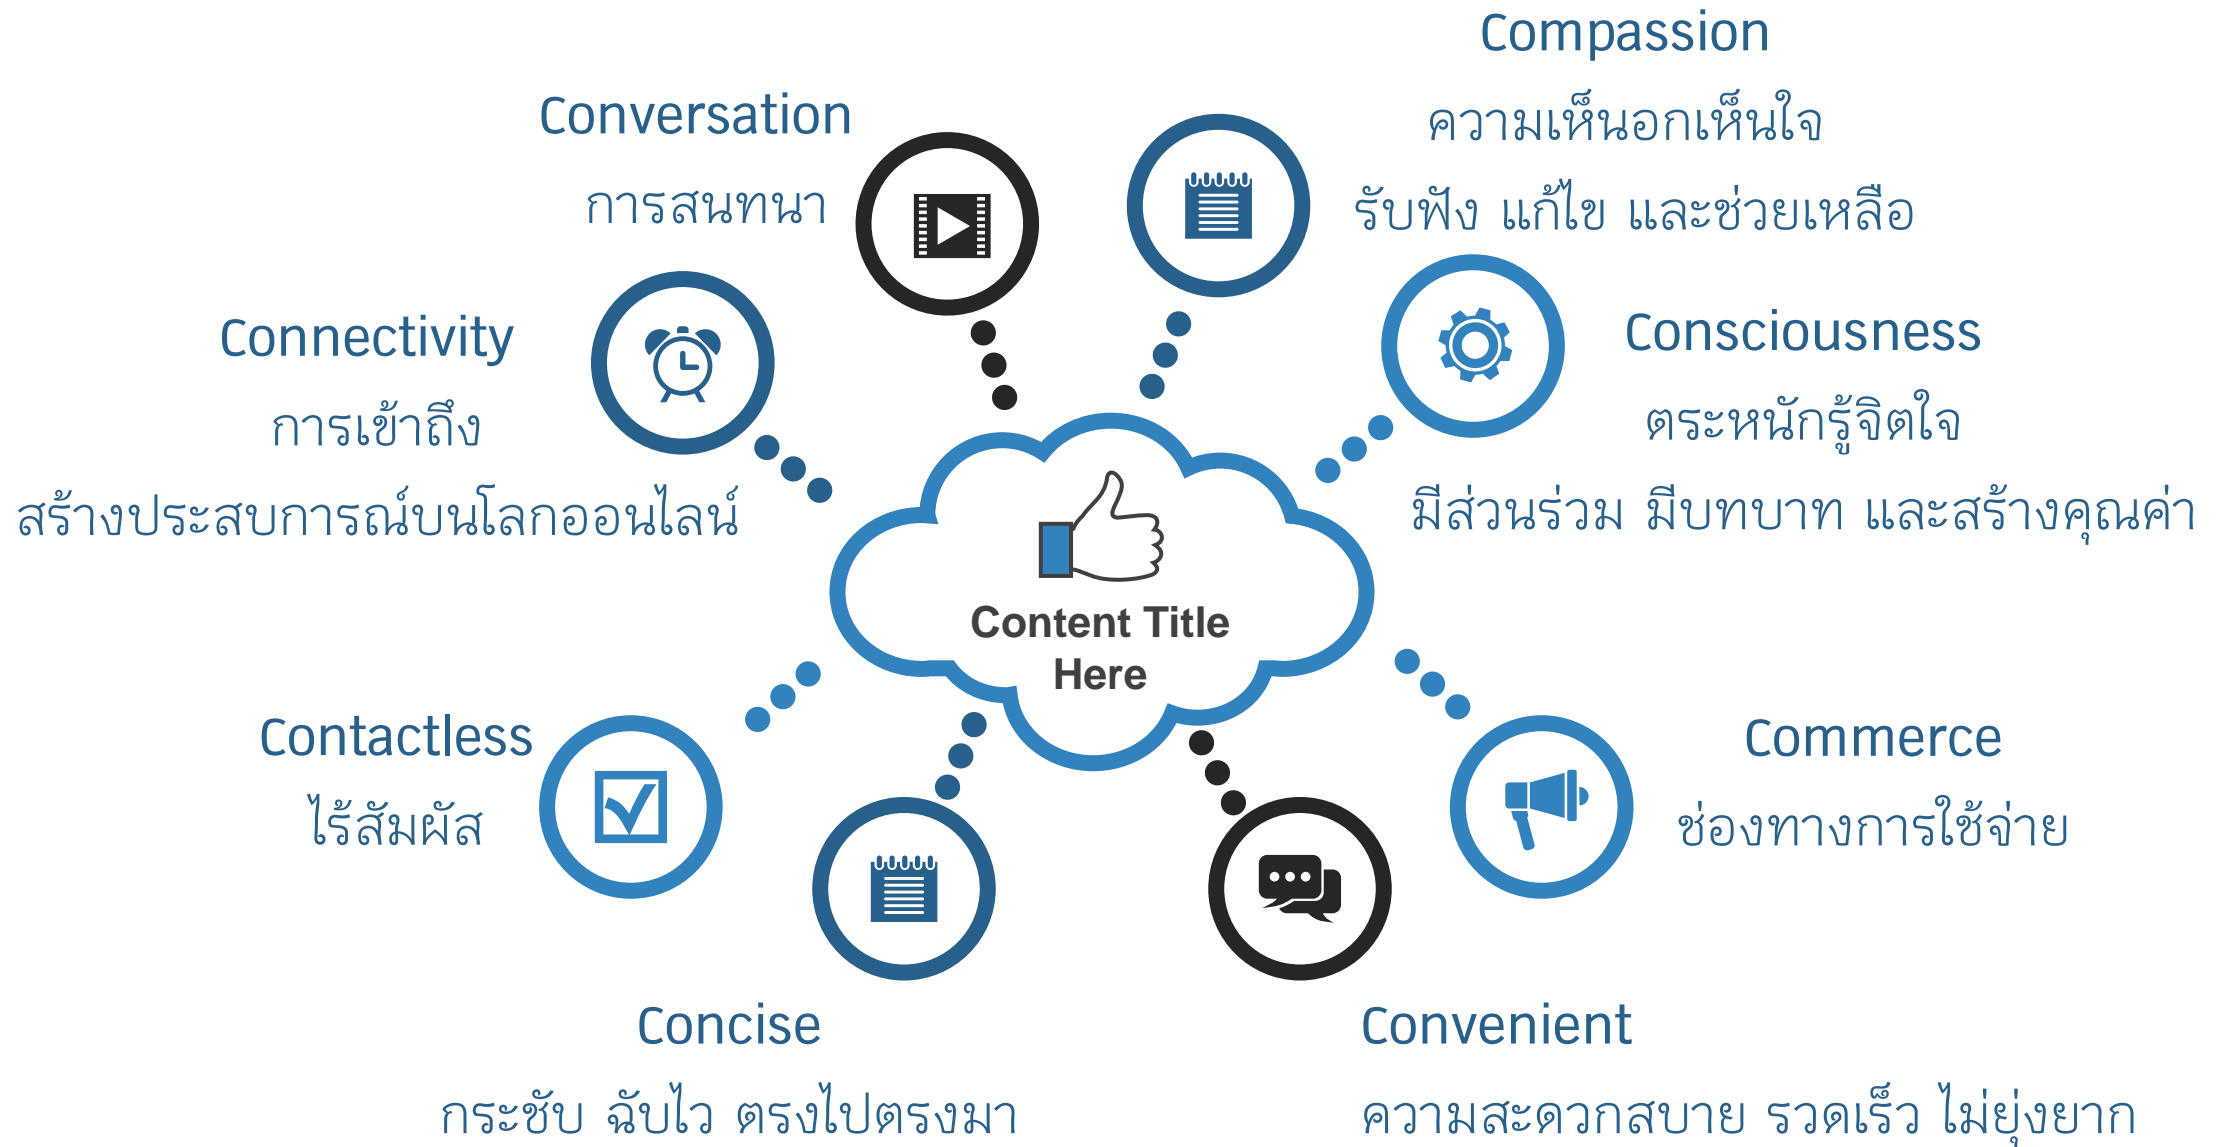 Compassion
ความเห็นอกเห็นใจ
รับฟัง แก้ไข และช่วยเหลือ
Conversation
การสนทนา
Connectivity
การเข้าถึง
สร้างประสบการณ์บนโลกออนไลน์
Consciousness
ตระหนักรู้จิตใจ
มีส่วนร่วม มีบทบาท และสร้างคุณค่า
Content Title
Here
Contactless
ไร้สัมผัส
Commerce
ช่องทางการใช้จ่าย
Concise
กระชับ ฉับไว ตรงไปตรงมา
Convenient
ความสะดวกสบาย รวดเร็ว ไม่ยุ่งยาก